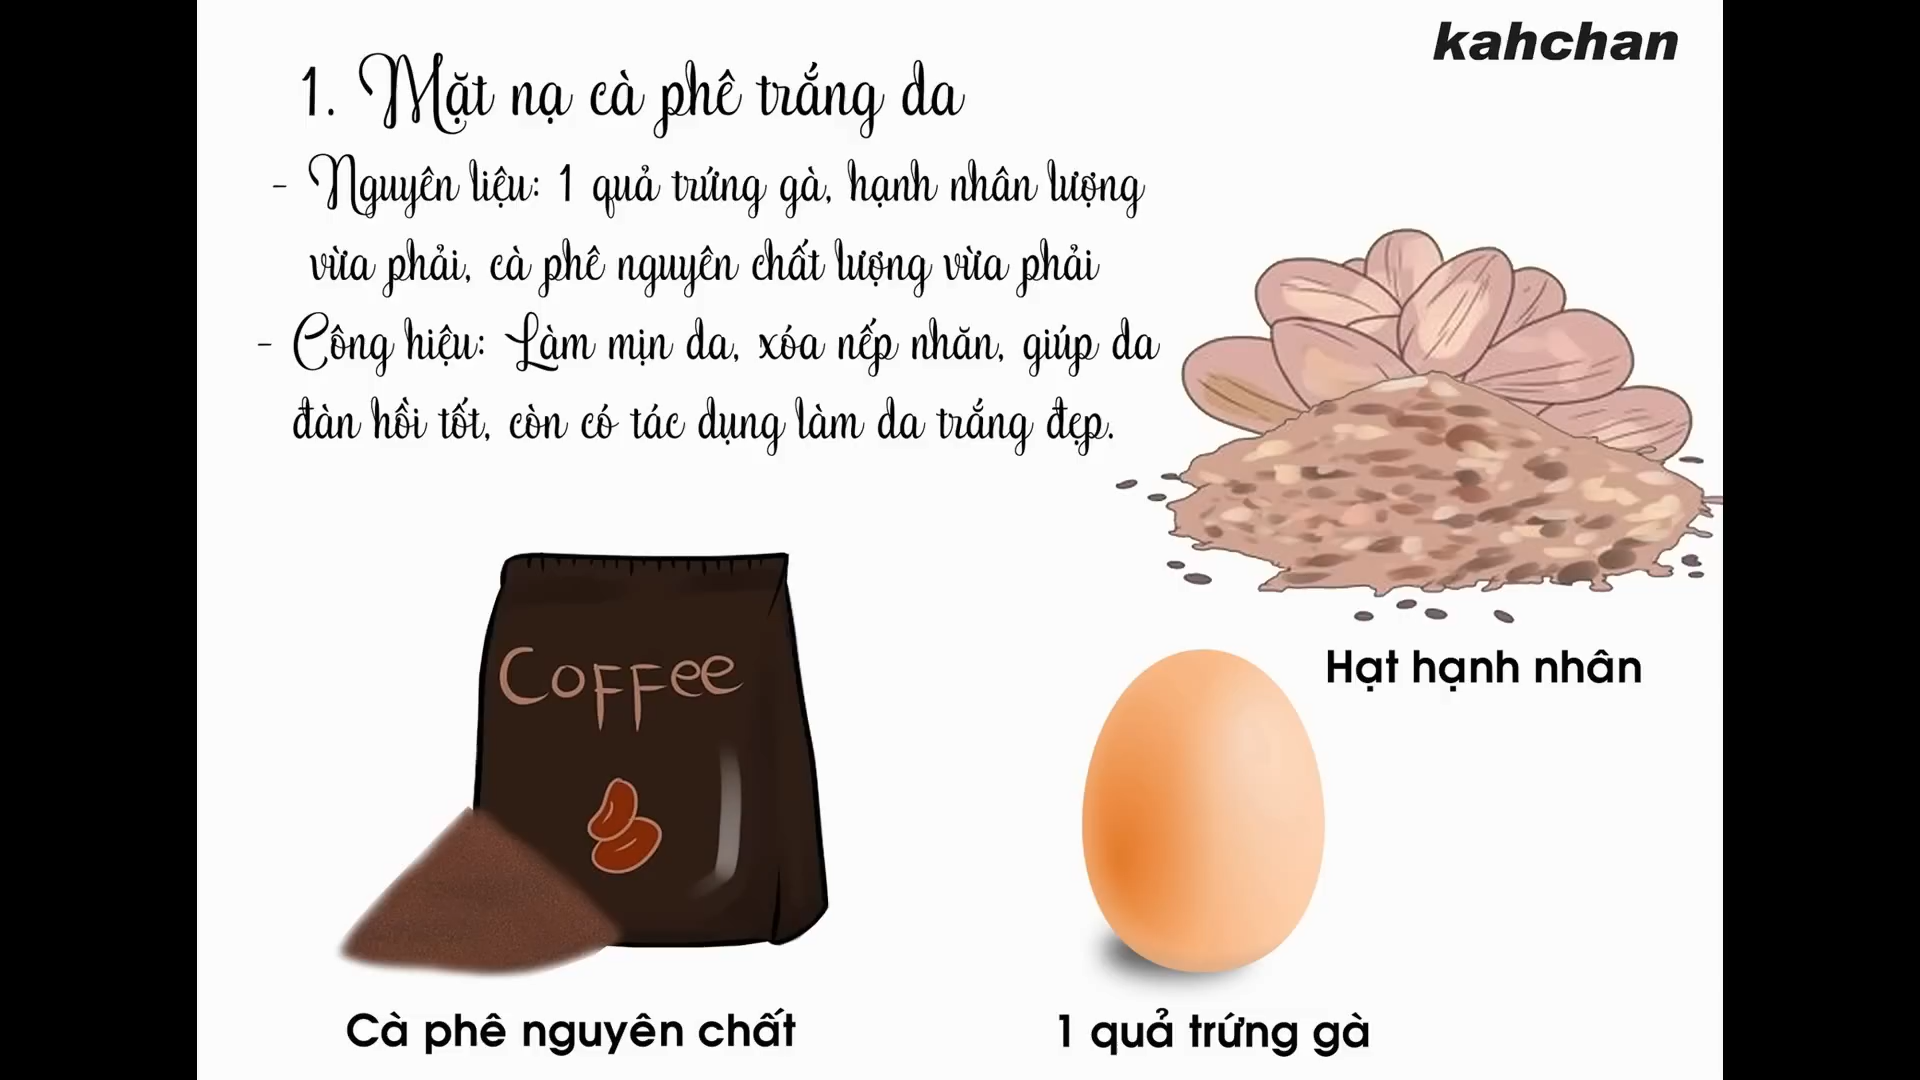 kahchan
1. Mặt nạ cà phê trắng da
- Nguyên liệu: 1 quả trứng gà, hạnh nhân lượng
vừa phải, cà phê nguyên chất lượng vừa phải
- Công hiệu: Làm mịn da, xóa nếp nhăn, giúp da
đàn hồi tốt, còn có tác dụng làm da trắng đẹp.
Coffee
Hạt hạnh nhân
Cà phê nguyên chất
1 quả trứng gà